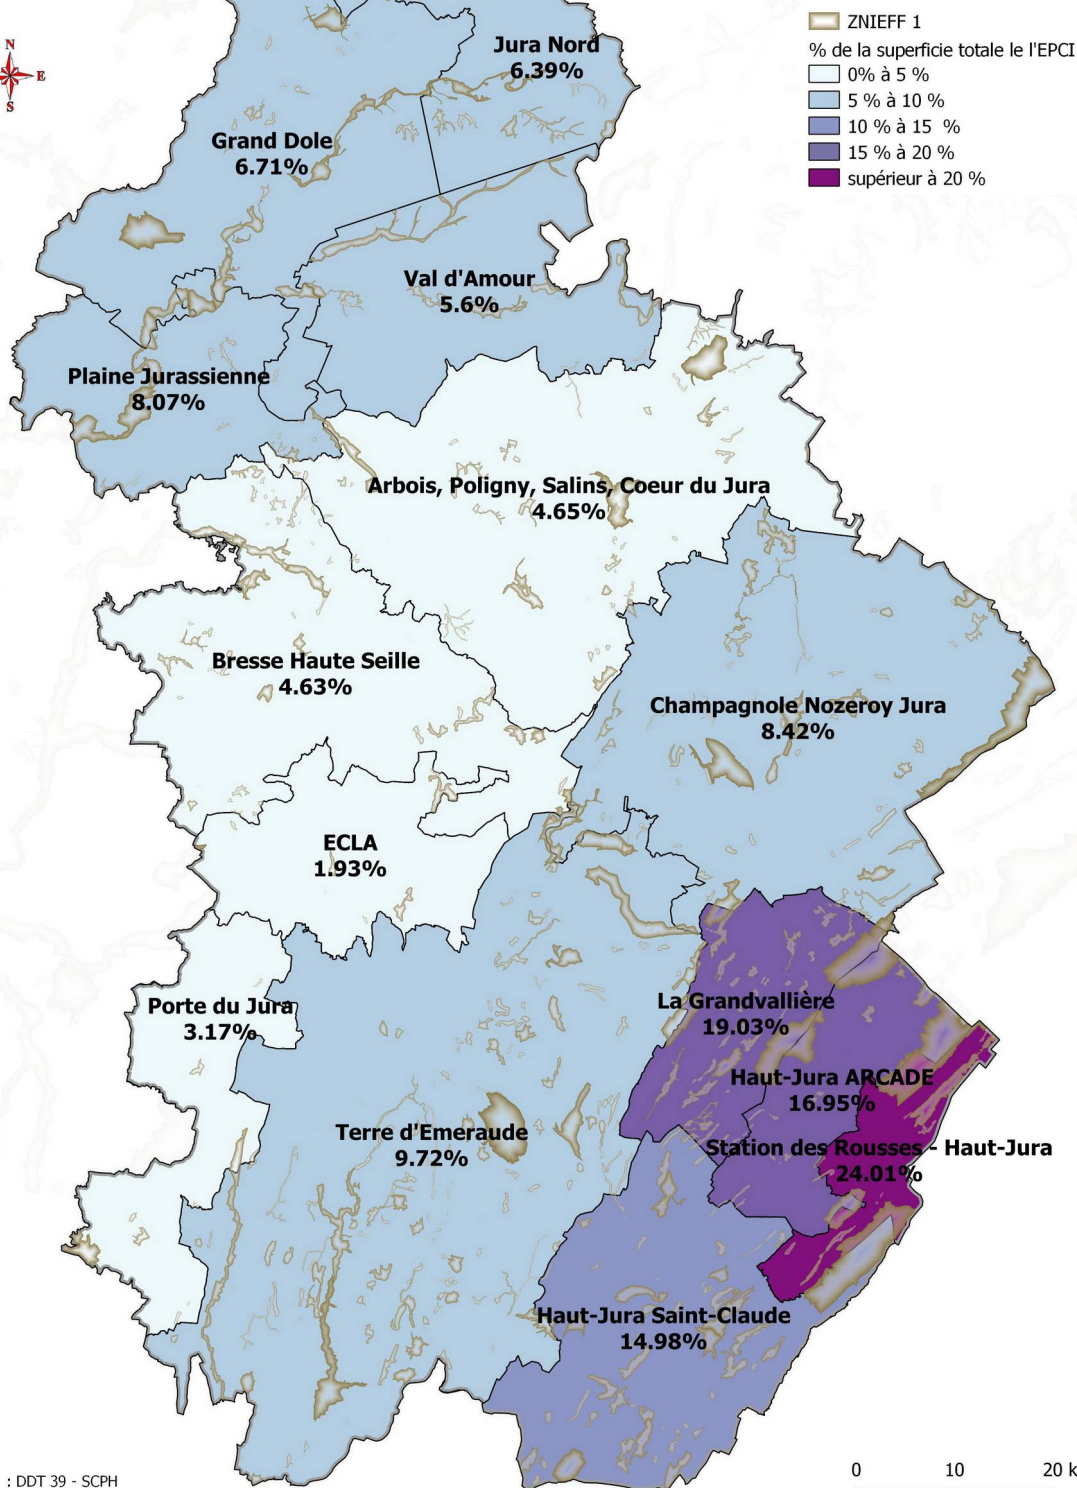 ZNIEFF 1
% de la superficie totale le l'EPCI
0% à 5 %
5 % à 10 %
10 % à 15 %
15 % à 20 %
supérieur à 20 %
N
E
S
Jura Nord
6.39%
Grand Dole
6.71%
Val d'Amour
5.6%
Plaine Jurassienne
8.07%
Arbois, Poligny, Salins, Coeur du Jura
4.65%
Bresse Haute Seille
4.63%
Champagnole Nozeroy Jura
8.42%
ECLA
1.93%
Porte du Jura
3.17%
La Grandvallière
19.03%
Haut-Jura ARCADE
16.95%
Terre d'Emeraude
9.72%
Station des Rousses - Haut-Jura
24.01%
Haut-Jura Saint-Claude
14.98%
: DDT 39 - SCPH
0 10 20 k